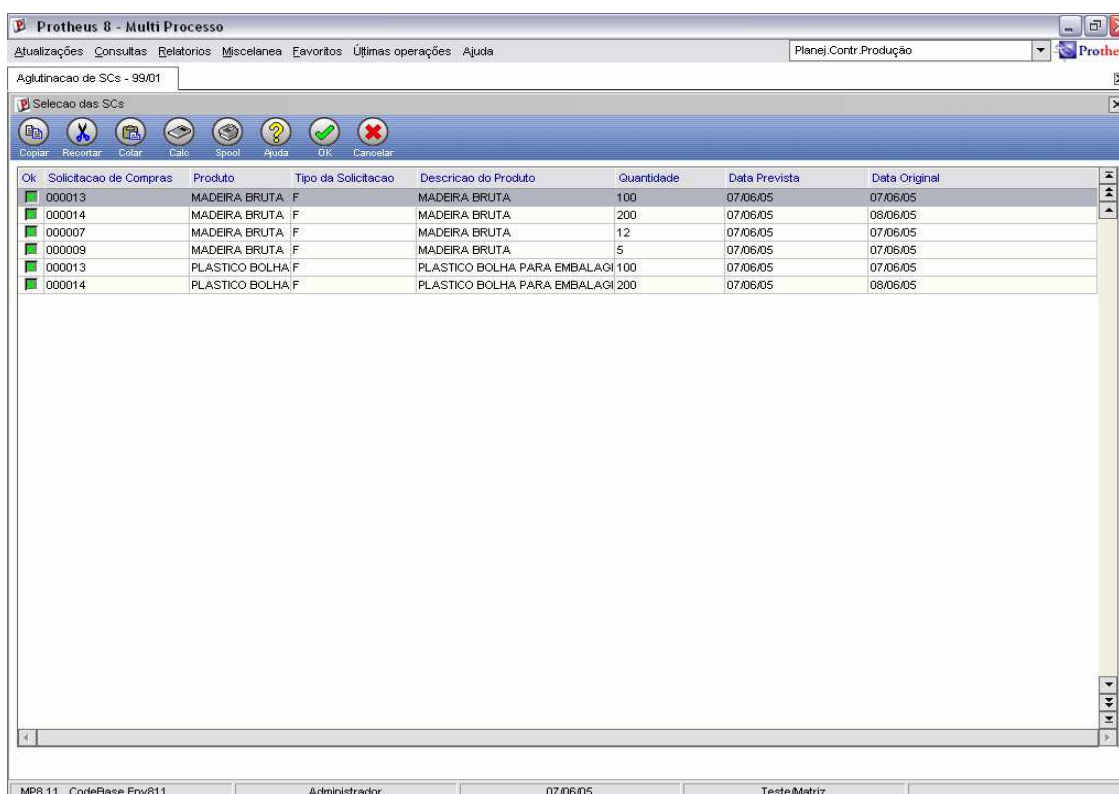 Protheus 8 - Multi Processo
Atualizações Consultas Relatorios Miscelanea Favoritos Últimas operações Ajuda Planej.Contr.Produção Prothe
Aglutinacao de SCs - 99/01
Selecao das SCs
Copiar Recortar Colar Calc Spool Ajuda OK Cancelar
Ok Solicitacao de Compras Produto Tipo da Solicitacao Descricao do Produto Quantidade Data Prevista Data Original
000013 MADEIRA BRUTA F MADEIRA BRUTA 100 07/06/05 07/06/05
000014 MADEIRA BRUTA F MADEIRA BRUTA 200 07/06/05 08/06/05
000007 MADEIRA BRUTA F MADEIRA BRUTA 12 07/06/05 07/06/05
000009 MADEIRA BRUTA F MADEIRA BRUTA 5 07/06/05 07/06/05
000013 PLASTICO BOLHA F PLASTICO BOLHA PARA EMBALAGI 100 07/06/05 07/06/05
000014 PLASTICO BOLHA F PLASTICO BOLHA PARA EMBALAGI 200 07/06/05 08/06/05
MP8.11 CodeBase Env811 Administrador 07/06/05 Teste/Matriz